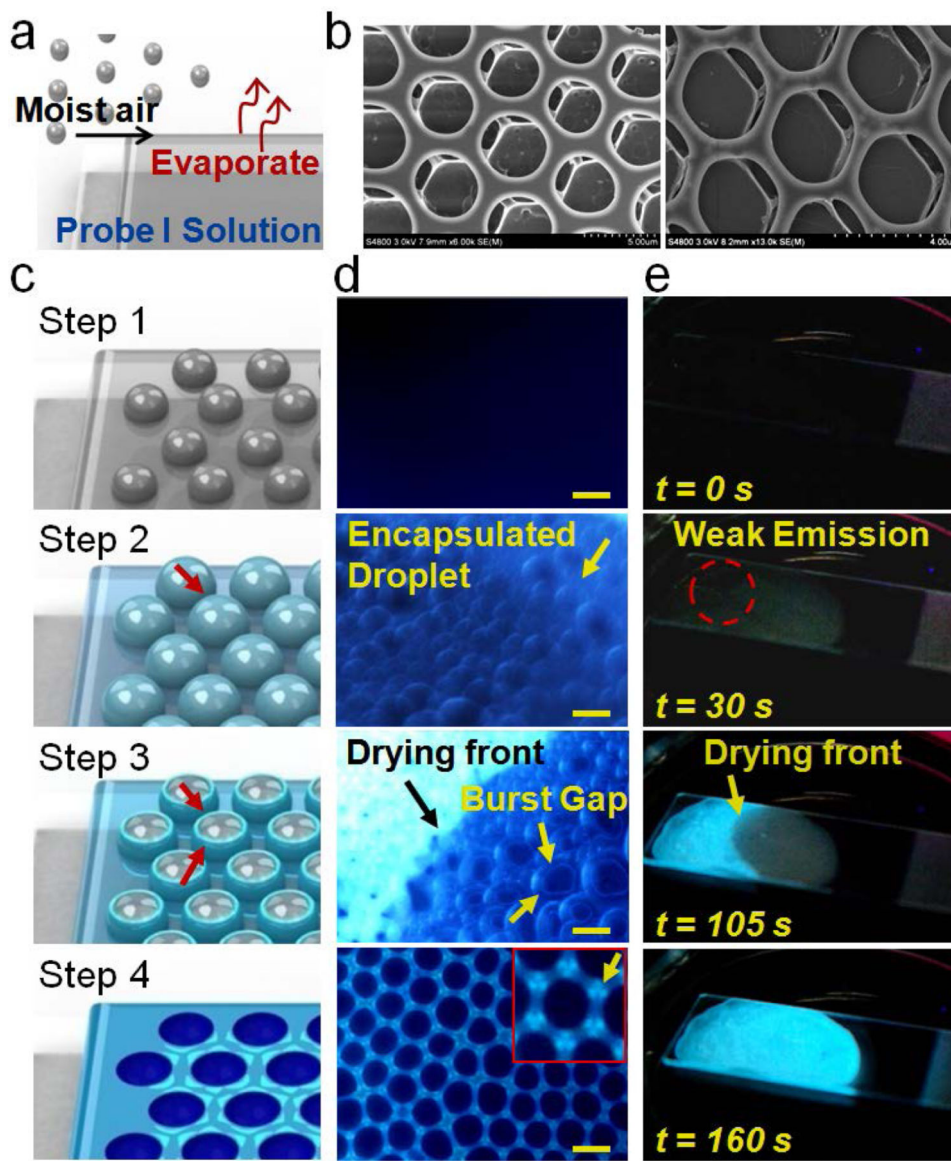 a
Moist air
Evaporate
Probe I Solution
b
S4800 3.0kV 7.9mm x6.00k SE(M)
5.00um
S4800 3.0kV 8.2mm x13.0k SE(M)
4.00u
c
Step 1
Step 2
Step 3
Step 4
d
Encapsulated
Droplet
Drying front
Burst Gap
e
t = 0 s
Weak Emission
t = 30 s
Drying front
t = 105 s
t = 160 s